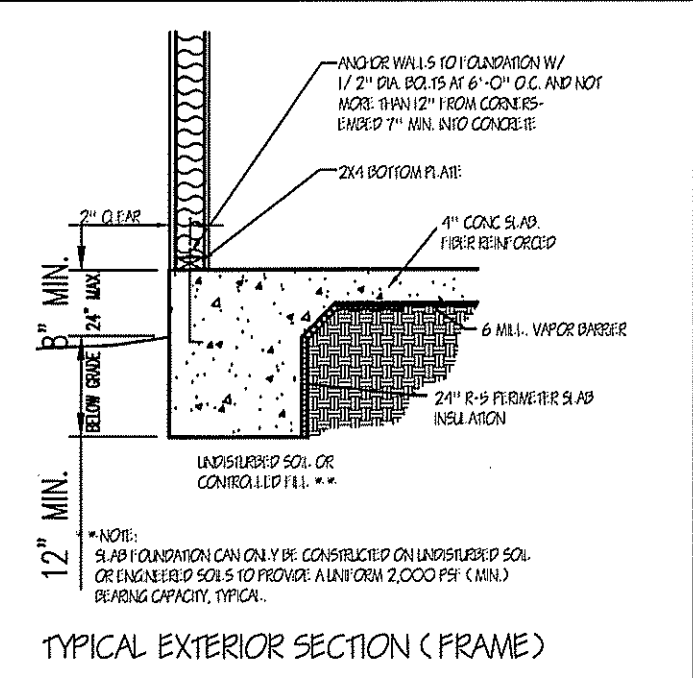 ANCHOR WALLS TO FOUNDATION W/
1/2" DIA. BOLTS AT 6'-0" O.C. AND NOT
MORE THAN 12" FROM CORNERS-
EMBED 7" MIN. INTO CONCRETE
2X4 BOTTOM PLATE
2" CLEAR
4" CONC SLAB.
FIBER REINFORCED
8" MIN.
24" MAX
6 MILL. VAPOR BARRIER
BELOW GRADE
24" R-5 PERIMETER SLAB
INSULATION
UNDISTURBED SOIL OR
CONTROLLED FILL **
12" MIN.
*NOTE:
SLAB FOUNDATION CAN ONLY BE CONSTRUCTED ON UNDISTURBED SOIL
OR ENGINEERED SOILS TO PROVIDE A UNIFORM 2,000 PSF (MIN.)
BEARING CAPACITY, TYPICAL.
TYPICAL EXTERIOR SECTION (FRAME)